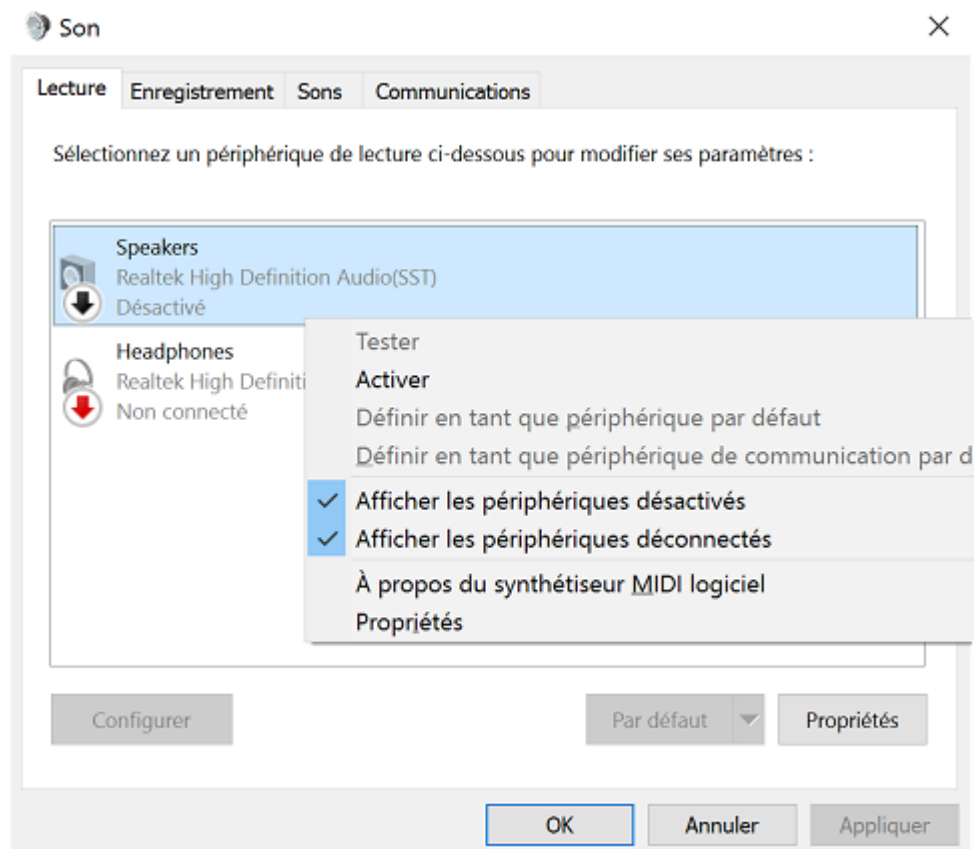 Son
Lecture Enregistrement Sons Communications
Sélectionnez un périphérique de lecture ci-dessous pour modifier ses paramètres :
Speakers
Realtek High Definition Audio(SST)
Désactivé
Headphones
Realtek High Definiti
Non connecté
Tester
Activer
Définir en tant que périphérique par défaut
Définir en tant que périphérique de communication par d
Afficher les périphériques désactivés
Afficher les périphériques déconnectés
À propos du synthétiseur MIDI logiciel
Propriétés
Configurer Par défaut Propriétés
OK Annuler Appliquer